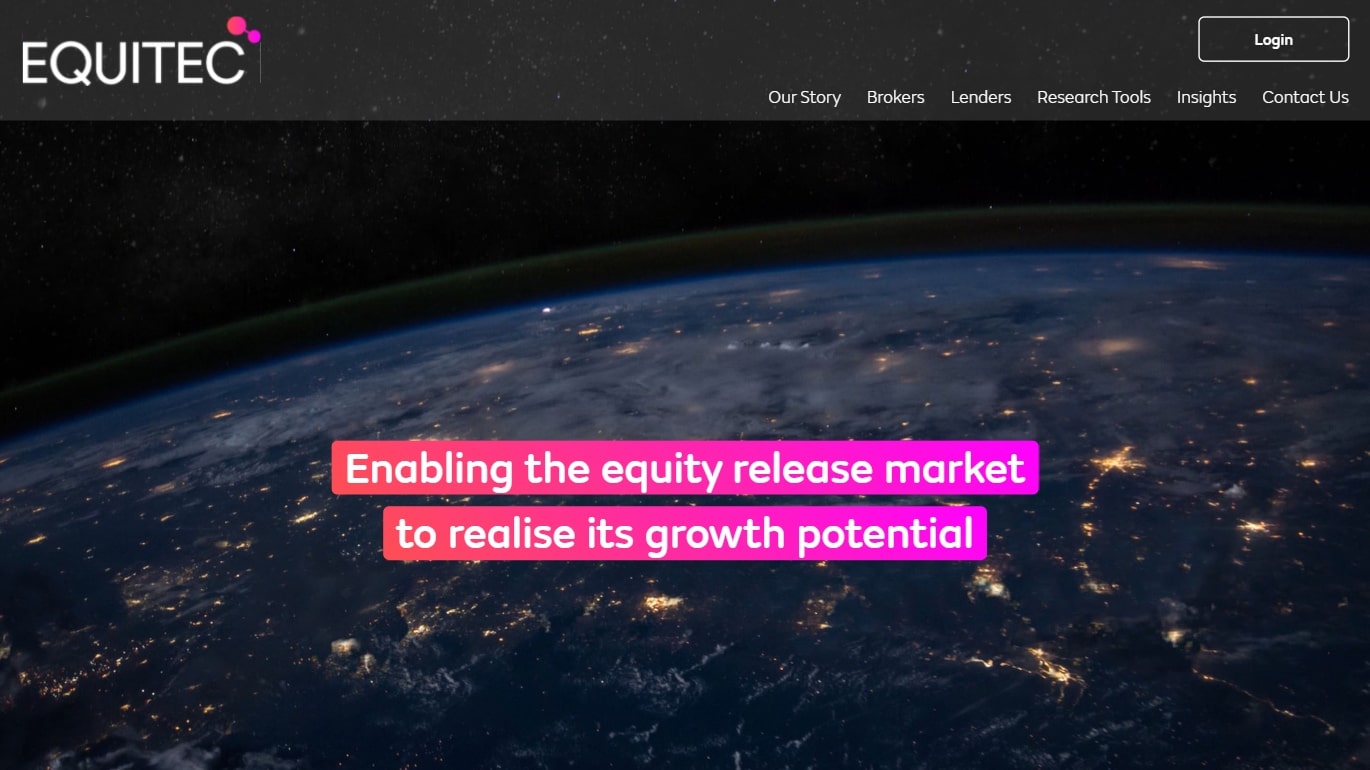 EQUITEC
Login
Our Story Brokers Lenders Research Tools Insights Contact Us
Enabling the equity release market
to realise its growth potential